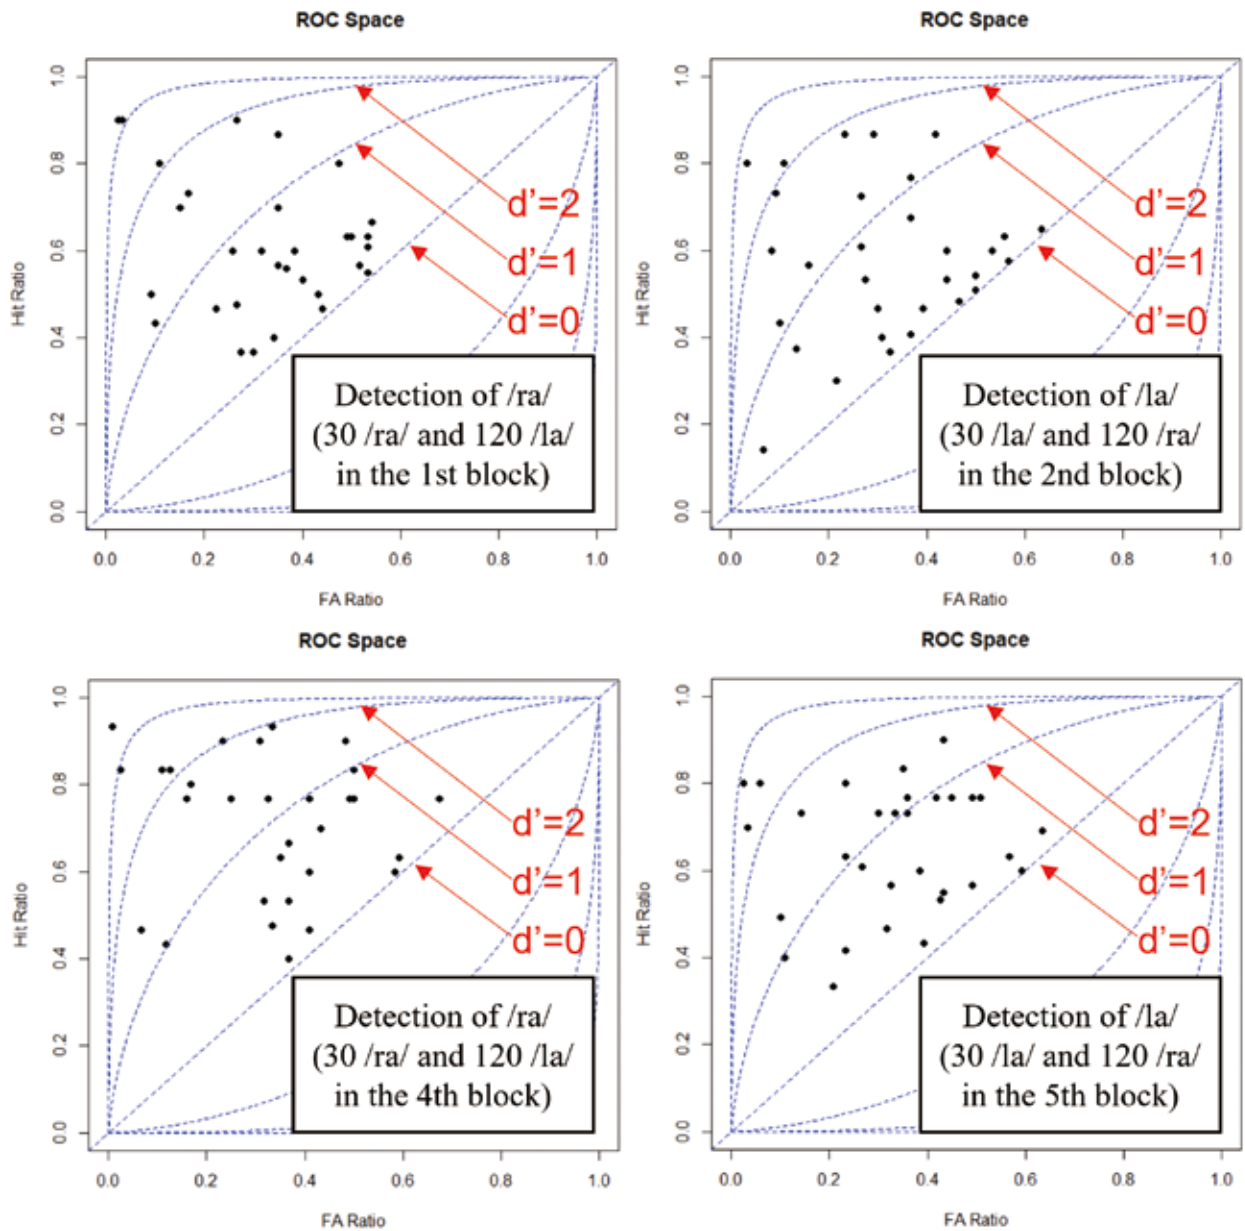 ROC Space
Hit Ratio
1.0
0.8
0.6
0.4
0.2
0.0
d'=2
d'=1
d'=0
Detection of /ra/
(30 /ra/ and 120 /la/
in the 1st block)
0.0 0.2 0.4 0.6 0.8 1.0
FA Ratio
ROC Space
Hit Ratio
1.0
0.8
0.6
0.4
0.2
0.0
d'=2
d'=1
d'=0
Detection of /la/
(30 /la/ and 120 /ra/
in the 2nd block)
0.0 0.2 0.4 0.6 0.8 1.0
FA Ratio
ROC Space
Hit Ratio
1.0
0.8
0.6
0.4
0.2
0.0
d'=2
d'=1
d'=0
Detection of /ra/
(30 /ra/ and 120 /la/
in the 4th block)
0.0 0.2 0.4 0.6 0.8 1.0
FA Ratio
ROC Space
Hit Ratio
1.0
0.8
0.6
0.4
0.2
0.0
d'=2
d'=1
d'=0
Detection of /la/
(30 /la/ and 120 /ra/
in the 5th block)
0.0 0.2 0.4 0.6 0.8 1.0
FA Ratio